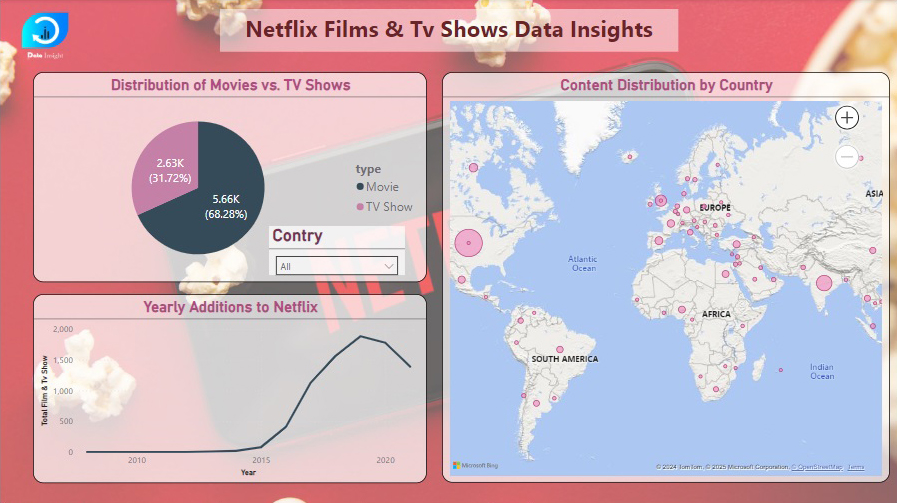 Netflix Films & Tv Shows Data Insights
Data Insight
Distribution of Movies vs. TV Shows
2.63K
(31.72%)
5.66K
(68.28%)
type
Movie
TV Show
Contry
All
NET
Yearly Additions to Netflix
Total Film & Tv Show
2,000
1,500
1,000
500
0
2010
2015
2020
Year
Content Distribution by Country
ASIA
EUROPE
Atlantic
Ocean
AFRICA
SOUTH AMERICA
Indian
Ocean
Microsoft Bing
© 2024 TomTom, © 2025 Microsoft Corporation, © OpenStreetMap Terms